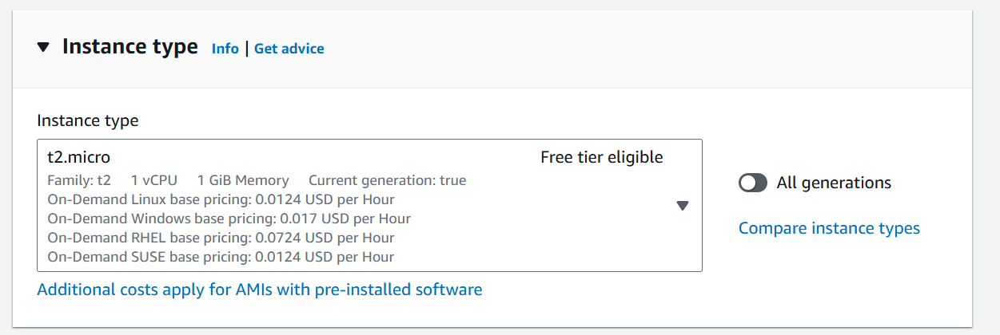 Instance type Info | Get advice
Instance type
t2.micro Free tier eligible
Family: t2 1 vCPU 1 GiB Memory Current generation: true
On-Demand Linux base pricing: 0.0124 USD per Hour
On-Demand Windows base pricing: 0.017 USD per Hour
On-Demand RHEL base pricing: 0.0724 USD per Hour
On-Demand SUSE base pricing: 0.0124 USD per Hour
All generations
Compare instance types
Additional costs apply for AMIs with pre-installed software